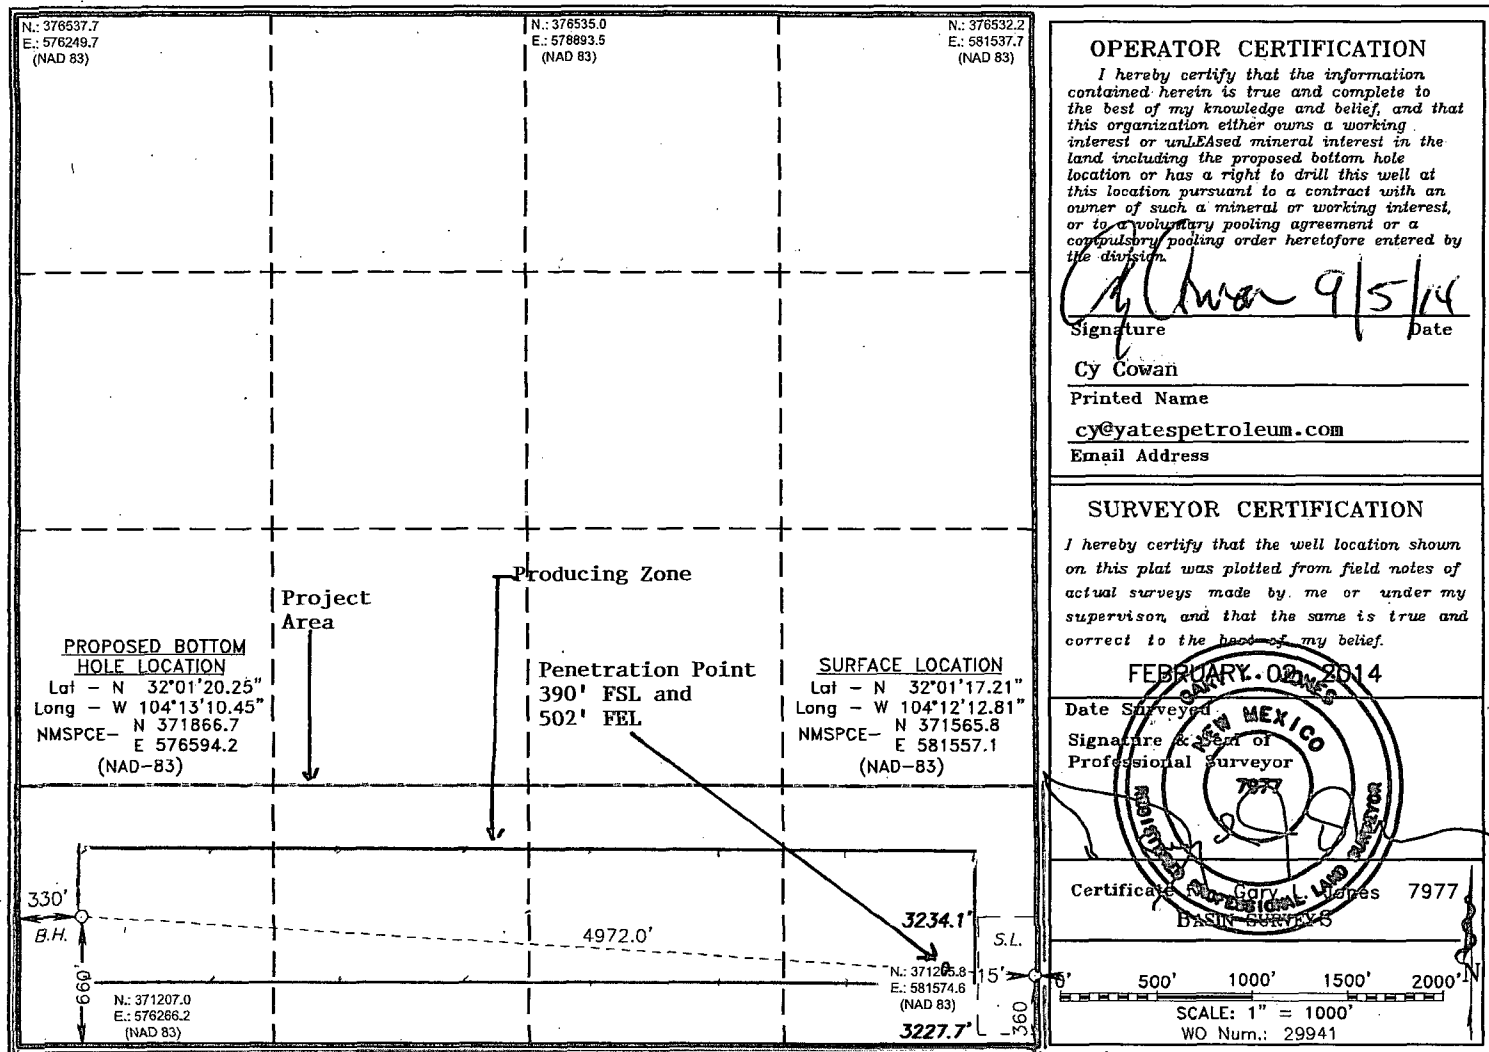 N.: 376537.7
E.: 576249.7
(NAD 83)
N.: 376535.0
E.: 578893.5
(NAD 83)
N.: 376532.2
E.: 581537.7
(NAD 83)
Project
Area
Producing Zone
PROPOSED BOTTOM
HOLE LOCATION
Lat - N 32°01'20.25"
Long - W 104°13'10.45"
NMSPCE- N 371866.7
E 576594.2
(NAD-83)
Penetration Point
390' FSL and
502' FEL
SURFACE LOCATION
Lat - N 32°01'17.21"
Long - W 104°12'12.81"
NMSPCE- N 371565.8
E 581557.1
(NAD-83)
330'
B.H.
660'
4972.0'
3234.1'
S.L.
15'
360
3227.7'
N.: 371207.0
E.: 576266.2
(NAD 83)
E.: 581574.6
(NAD 83)
OPERATOR CERTIFICATION
I hereby certify that the information
contained herein is true and complete to
the best of my knowledge and belief, and that
this organization either owns a working
interest or unLEAsed mineral interest in the
land including the proposed bottom hole
location or has a right to drill this well at
this location pursuant to a contract with an
owner of such a mineral or working interest,
or to a voluntary pooling agreement or a
compulsory pooling order heretofore entered by
the division.
Cy Cowan 9/5/14
Signature Date
Cy Cowan
Printed Name
cy@yatespetroleum.com
Email Address
SURVEYOR CERTIFICATION
I hereby certify that the well location shown
on this plat was plotted from field notes of
actual surveys made by me or under my
supervison, and that the same is true and
correct to the best of my belief.
FEBRUARY 02, 2014
Date Surveyed
Signature & Seal of
Professional Surveyor
GARY L. JONES
NEW MEXICO
7977
REGISTERED PROFESSIONAL LAND SURVEYOR
Certificate Gary L. Jones 7977
BASIN SURVEYS
0' 500' 1000' 1500' 2000'
N
SCALE: 1" = 1000'
WO Num.: 29941